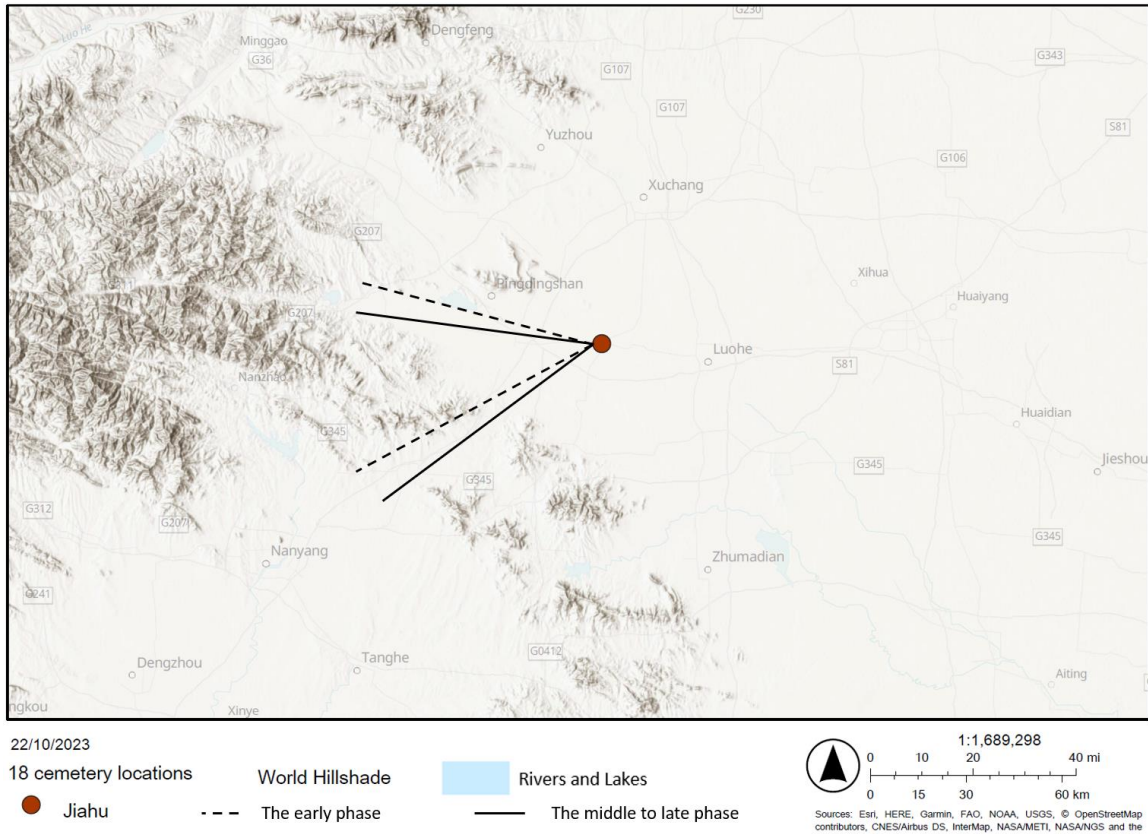 G230
Luo He
Dengfeng
Minggao
G36
G107
G343
G107
S81
Yuzhou
G106
Xuchang
G207
Pingdingshan
Xihua
Huaiyang
G207
Luohe
S81
Nanzhao
Huaidian
G345
G345
G345
Jieshou
G312
G207
G345
Nanyang
Zhumadian
G241
G0412
Dengzhou
Tanghe
Aiting
ngkou
Xinye
22/10/2023
18 cemetery locations
World Hillshade
Rivers and Lakes
Jiahu
The early phase
The middle to late phase
1:1,689,298
0 10 20 40 mi
0 15 30 60 km
Sources: Esri, HERE, Garmin, FAO, NOAA, USGS, © OpenStreetMap
contributors, CNES/Airbus DS, InterMap, NASA/METI, NASA/NGS and the